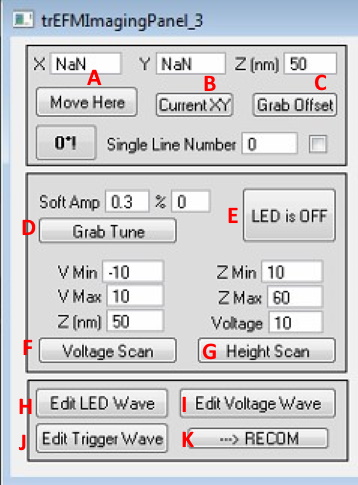 trEFMImagingPanel_3
X NaN Y NaN Z (nm) 50
A B C
Move Here Current XY Grab Offset
0*! Single Line Number 0
Soft Amp 0.3 % 0
E LED is OFF
D Grab Tune
V Min -10 Z Min 10
V Max 10 Z Max 60
Z (nm) 50 Voltage 10
F Voltage Scan G Height Scan
H Edit LED Wave I Edit Voltage Wave
J Edit Trigger Wave K ---> RECOM